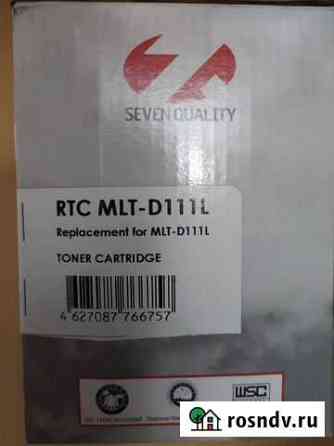 SEVEN QUALITY
RTC MLT-D111L
Replacement for MLT-D111L
TONER CARTRIDGE
4 627087 766757
WSC
rosndv.ru